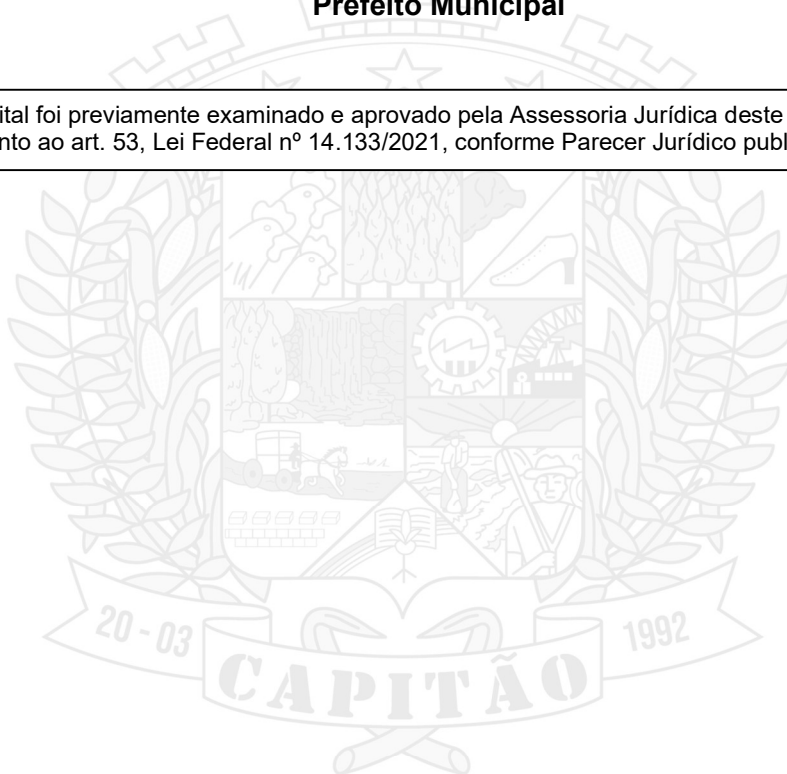 Prefeito Municipal
ital foi previamente examinado e aprovado pela Assessoria Jurídica deste
nto ao art. 53, Lei Federal nº 14.133/2021, conforme Parecer Jurídico publ
20 - 03
1992
CAPITÃO